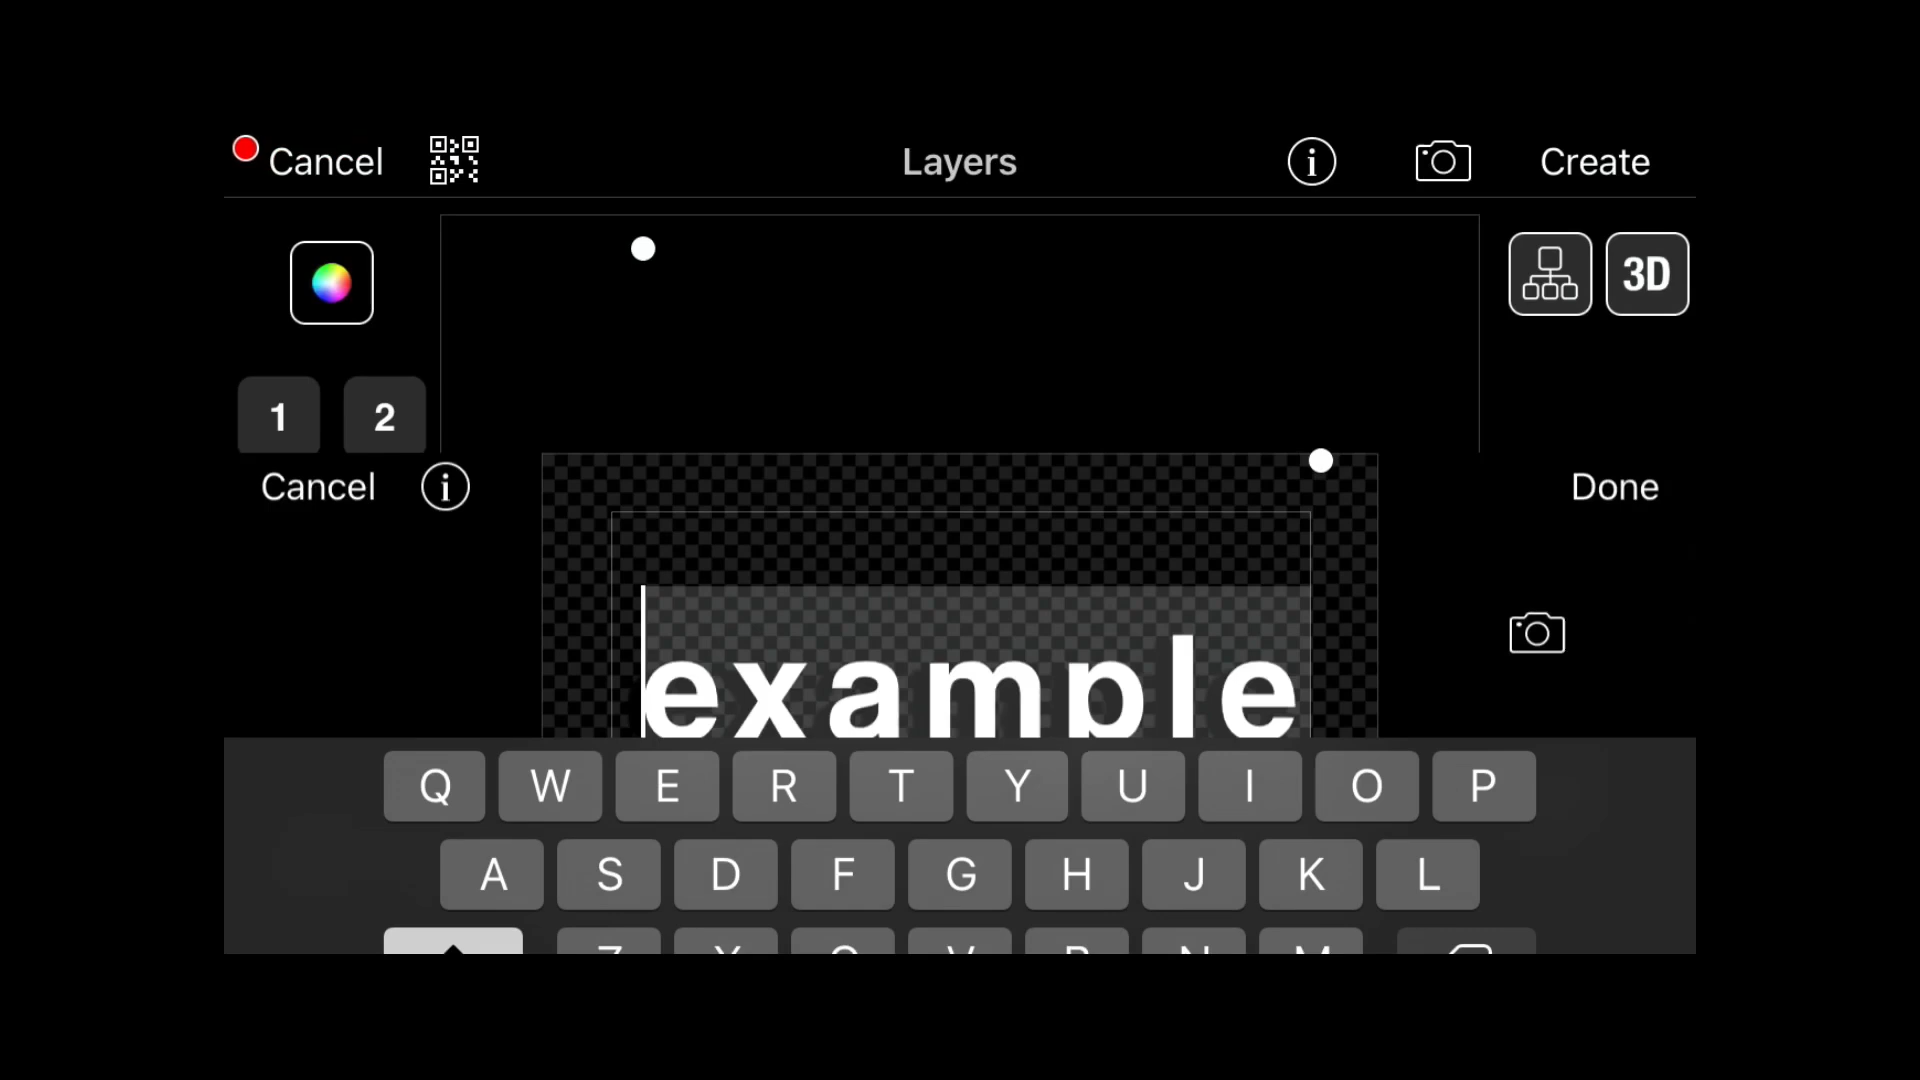 Cancel Layers i Create
3D
1 2
Cancel i Done
example
Q W E R T Y U I O P
A S D F G H J K L